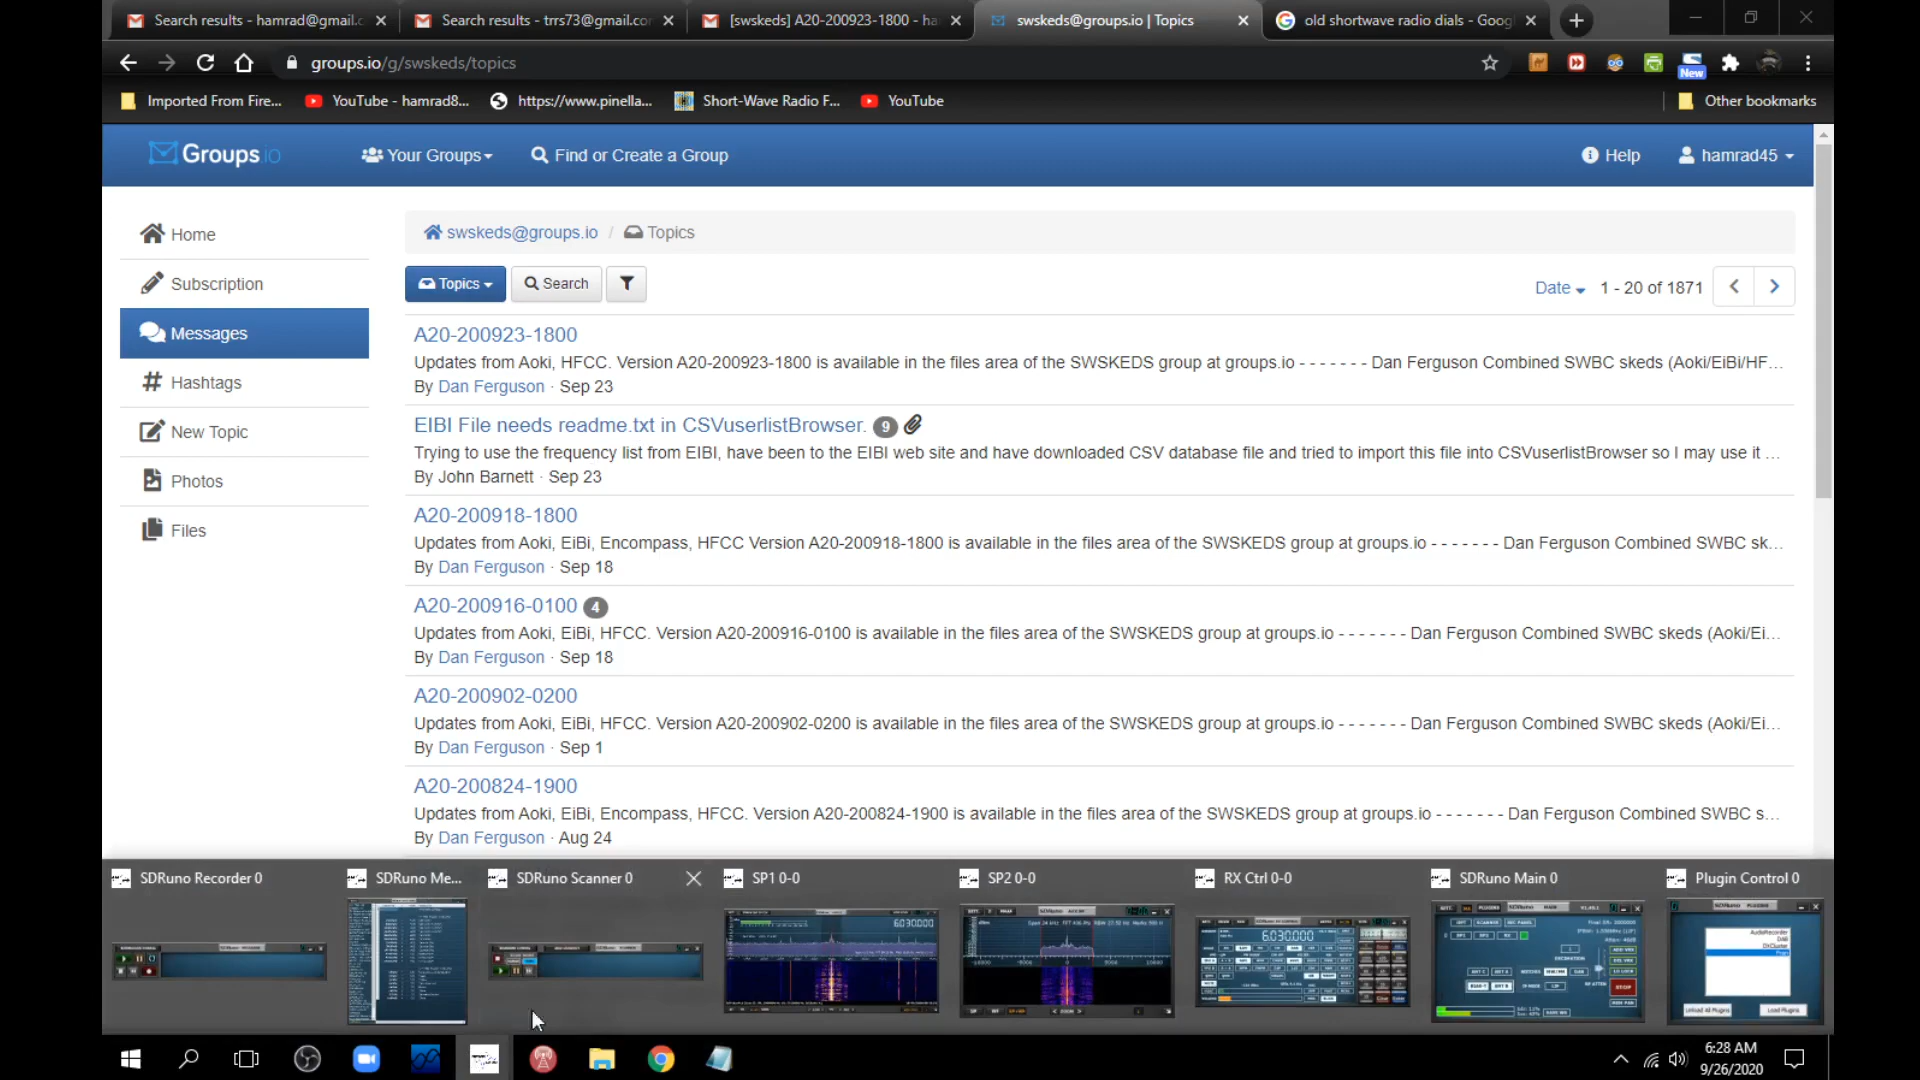 Search results - hamrad@gmail.c
Search results - trrs73@gmail.cor
[swskeds] A20-200923-1800 - ha
swskeds@groups.io | Topics
old shortwave radio dials - Goog
groups.io/g/swskeds/topics
New
Imported From Fire...
YouTube - hamrad8...
https://www.pinella...
Short-Wave Radio F...
YouTube
Other bookmarks
Groups.io
Your Groups
Find or Create a Group
Help
hamrad45
Home
Subscription
Messages
Hashtags
New Topic
Photos
Files
swskeds@groups.io / Topics
Topics
Search
Date
1 - 20 of 1871
A20-200923-1800
Updates from Aoki, HFCC. Version A20-200923-1800 is available in the files area of the SWSKEDS group at groups.io - - - - - - - Dan Ferguson Combined SWBC skeds (Aoki/EiBi/HF...
By Dan Ferguson · Sep 23
EIBI File needs readme.txt in CSVuserlistBrowser. 9
Trying to use the frequency list from EIBI, have been to the EIBI web site and have downloaded CSV database file and tried to import this file into CSVuserlistBrowser so I may use it ...
By John Barnett · Sep 23
A20-200918-1800
Updates from Aoki, EiBi, Encompass, HFCC Version A20-200918-1800 is available in the files area of the SWSKEDS group at groups.io - - - - - - - Dan Ferguson Combined SWBC sk...
By Dan Ferguson · Sep 18
A20-200916-0100 4
Updates from Aoki, EiBi, HFCC. Version A20-200916-0100 is available in the files area of the SWSKEDS group at groups.io - - - - - - - Dan Ferguson Combined SWBC skeds (Aoki/Ei...
By Dan Ferguson · Sep 18
A20-200902-0200
Updates from Aoki, EiBi, HFCC. Version A20-200902-0200 is available in the files area of the SWSKEDS group at groups.io - - - - - - - Dan Ferguson Combined SWBC skeds (Aoki/Ei...
By Dan Ferguson · Sep 1
A20-200824-1900
Updates from Aoki, EiBi, Encompass, HFCC. Version A20-200824-1900 is available in the files area of the SWSKEDS group at groups.io - - - - - - - Dan Ferguson Combined SWBC s...
By Dan Ferguson · Aug 24
SDRuno Recorder 0
SDRuno Me...
SDRuno Scanner 0
SP1 0-0
SP2 0-0
RX Ctrl 0-0
SDRuno Main 0
Plugin Control 0
6.030.000
6.030.000
STOP
AudioRecorder
DAB
DXCluster
Unload All Plugins
Load Plugins
6:28 AM
9/26/2020